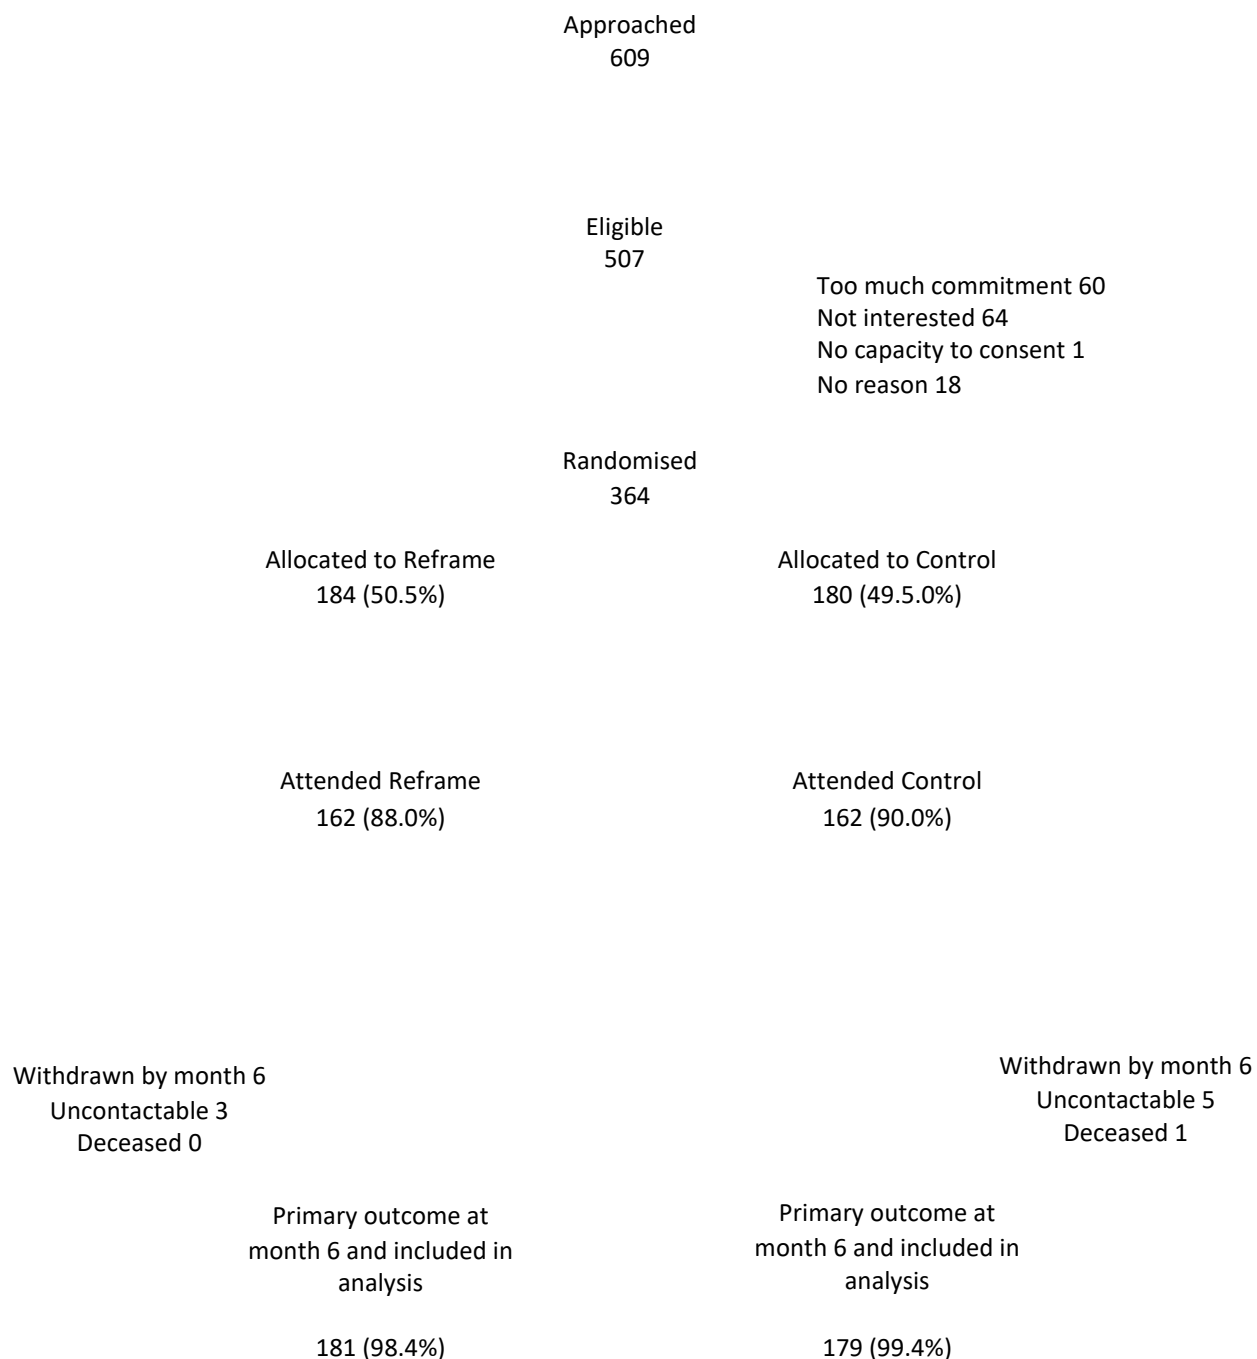 Approached
609
Eligible
507
Too much commitment 60
Not interested 64
No capacity to consent 1
No reason 18
Randomised
364
Allocated to Reframe
184 (50.5%)
Allocated to Control
180 (49.5.0%)
Attended Reframe
162 (88.0%)
Attended Control
162 (90.0%)
Withdrawn by month 6
Uncontactable 3
Deceased 0
Withdrawn by month 6
Uncontactable 5
Deceased 1
Primary outcome at
month 6 and included in
analysis
181 (98.4%)
Primary outcome at
month 6 and included in
analysis
179 (99.4%)